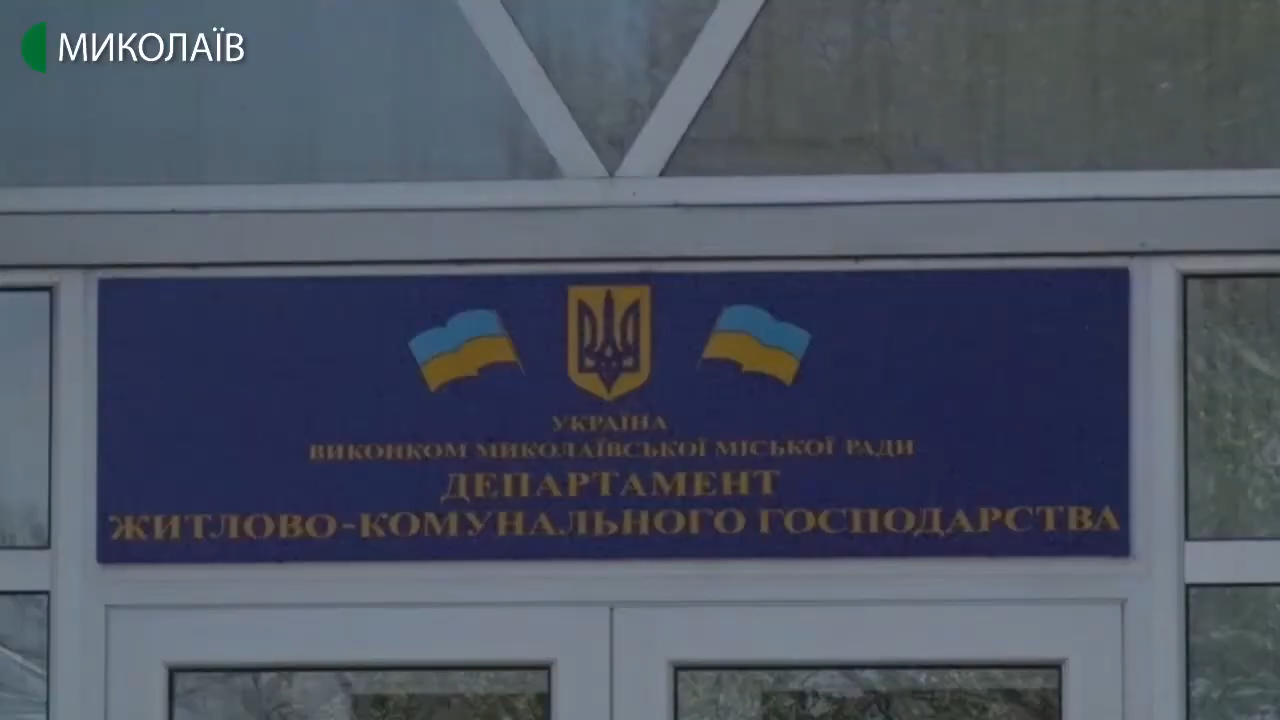 МИКОЛАЇВ
УКРАЇНА
ВИКОНКОМ МИКОЛАЇВСЬКОЇ МІСЬКОЇ РАДИ
ДЕПАРТАМЕНТ
ЖИТЛОВО-КОМУНАЛЬНОГО ГОСПОДАРСТВА